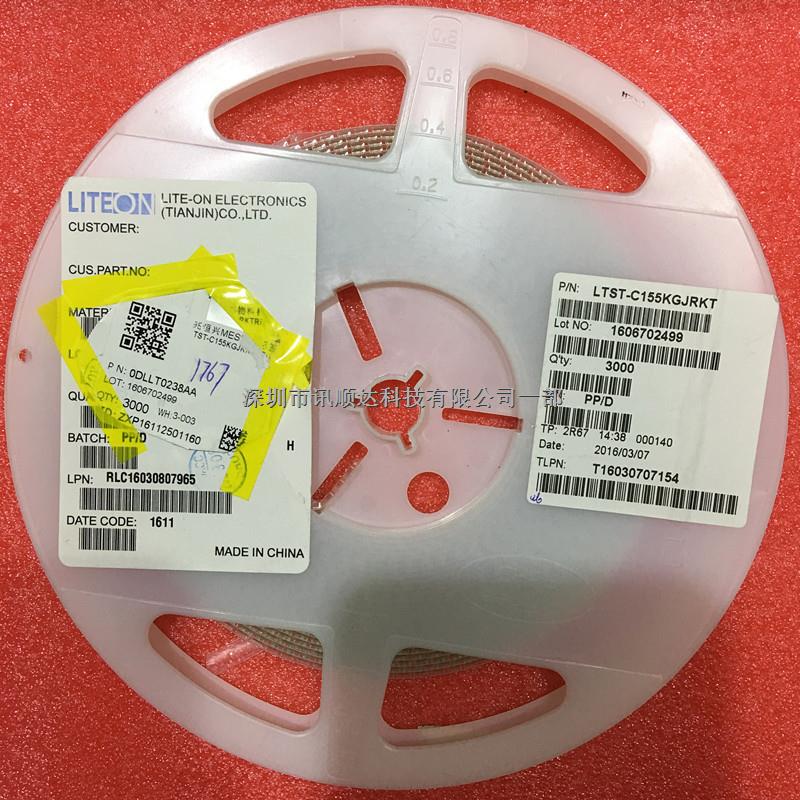 0.8
0.6
0.4
0.2
LITEON
LITE-ON ELECTRONICS
(TIANJIN)CO.,LTD.
CUSTOMER:
CUS.PART.NO:
MATER
P N: 0DLLT0238AA
LOT: 1606702499
QTY: 3000 WH:3-003
ZXP16112501160
1767
BATCH: PP/D
H
LPN: RLC16030807965
DATE CODE: 1611
MADE IN CHINA
P/N: LTST-C155KGJRKT
Lot NO: 1606702499
Q'ty: 3000
PP/D
TP: 2R67 14:38 000140
Date: 2016/03/07
TLPN: T16030707154
深圳市讯顺达科技有限公司一部